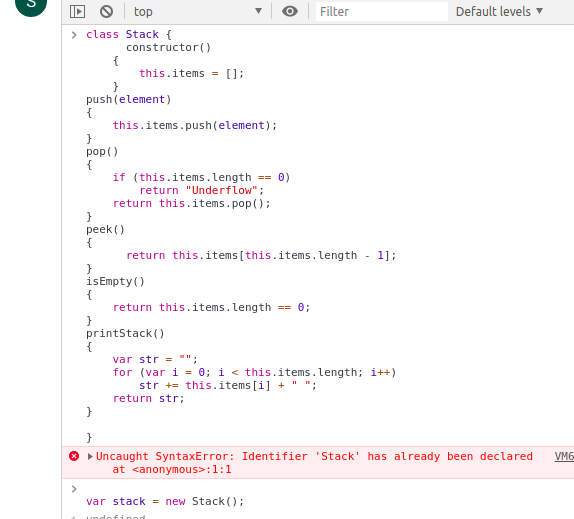 S
top
Filter
Default levels
class Stack {
constructor()
{
this.items = [];
}
push(element)
{
this.items.push(element);
}
pop()
{
if (this.items.length == 0)
return "Underflow";
return this.items.pop();
}
peek()
{
return this.items[this.items.length - 1];
}
isEmpty()
{
return this.items.length == 0;
}
printStack()
{
var str = "";
for (var i = 0; i < this.items.length; i++)
str += this.items[i] + " ";
return str;
}
}
Uncaught SyntaxError: Identifier 'Stack' has already been declared VM6
at <anonymous>:1:1
var stack = new Stack();
undefined